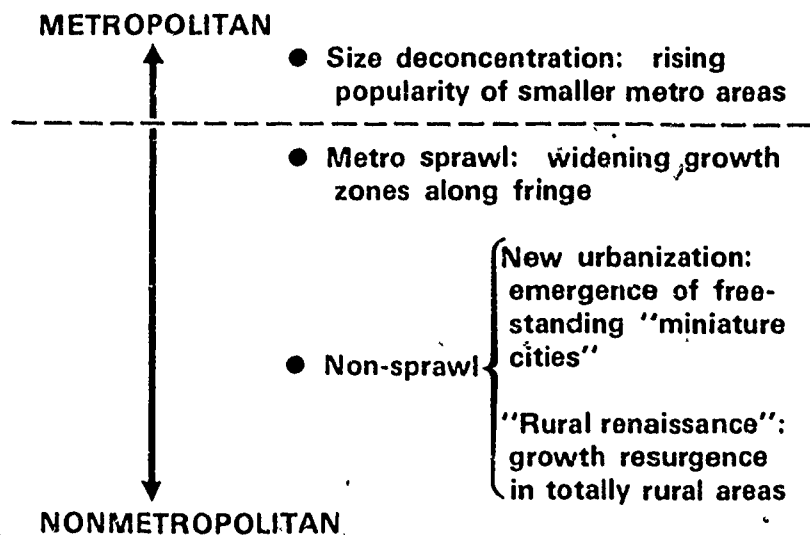 METROPOLITAN
● Size deconcentration: rising
popularity of smaller metro areas
● Metro sprawl: widening growth
zones along fringe
● Non-sprawl
New urbanization:
emergence of free-
standing "miniature
cities"
"Rural renaissance":
growth resurgence
in totally rural areas
NONMETROPOLITAN